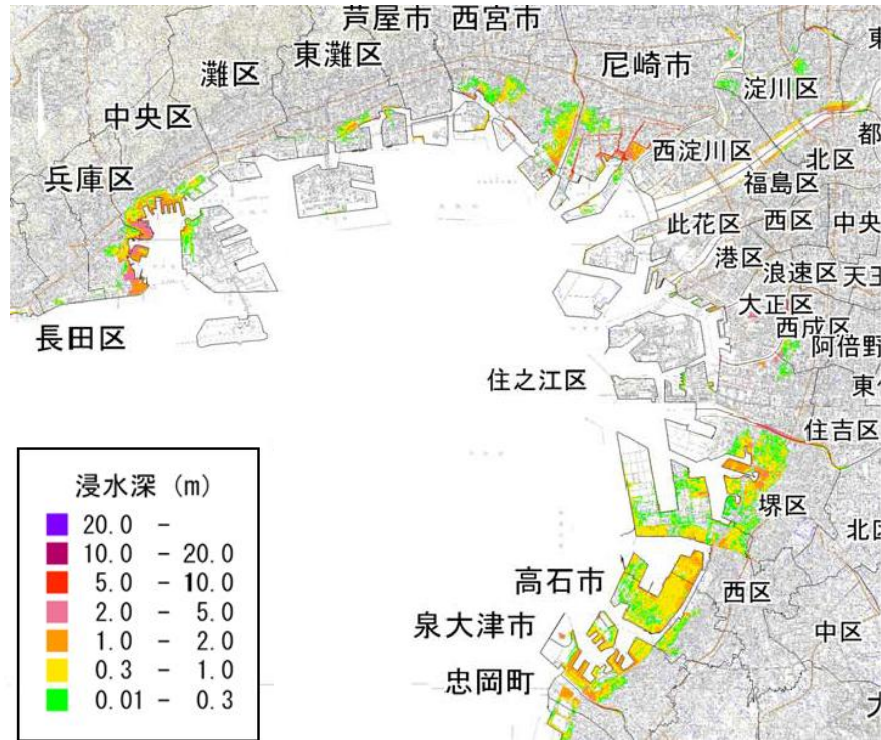 芦屋市 西宮市
東灘区
灘区
中央区
兵庫区
長田区
尼崎市
淀川区
西淀川区
北区
都
福島区
此花区 西区 中央
港区
浪速区 天王
大正区
西成区
阿倍野
住之江区
東住
住吉区
堺区
北区
高石市
西区
泉大津市
中区
忠岡町
浸水深 (m)
20.0 -
10.0 - 20.0
5.0 - 10.0
2.0 - 5.0
1.0 - 2.0
0.3 - 1.0
0.01 - 0.3